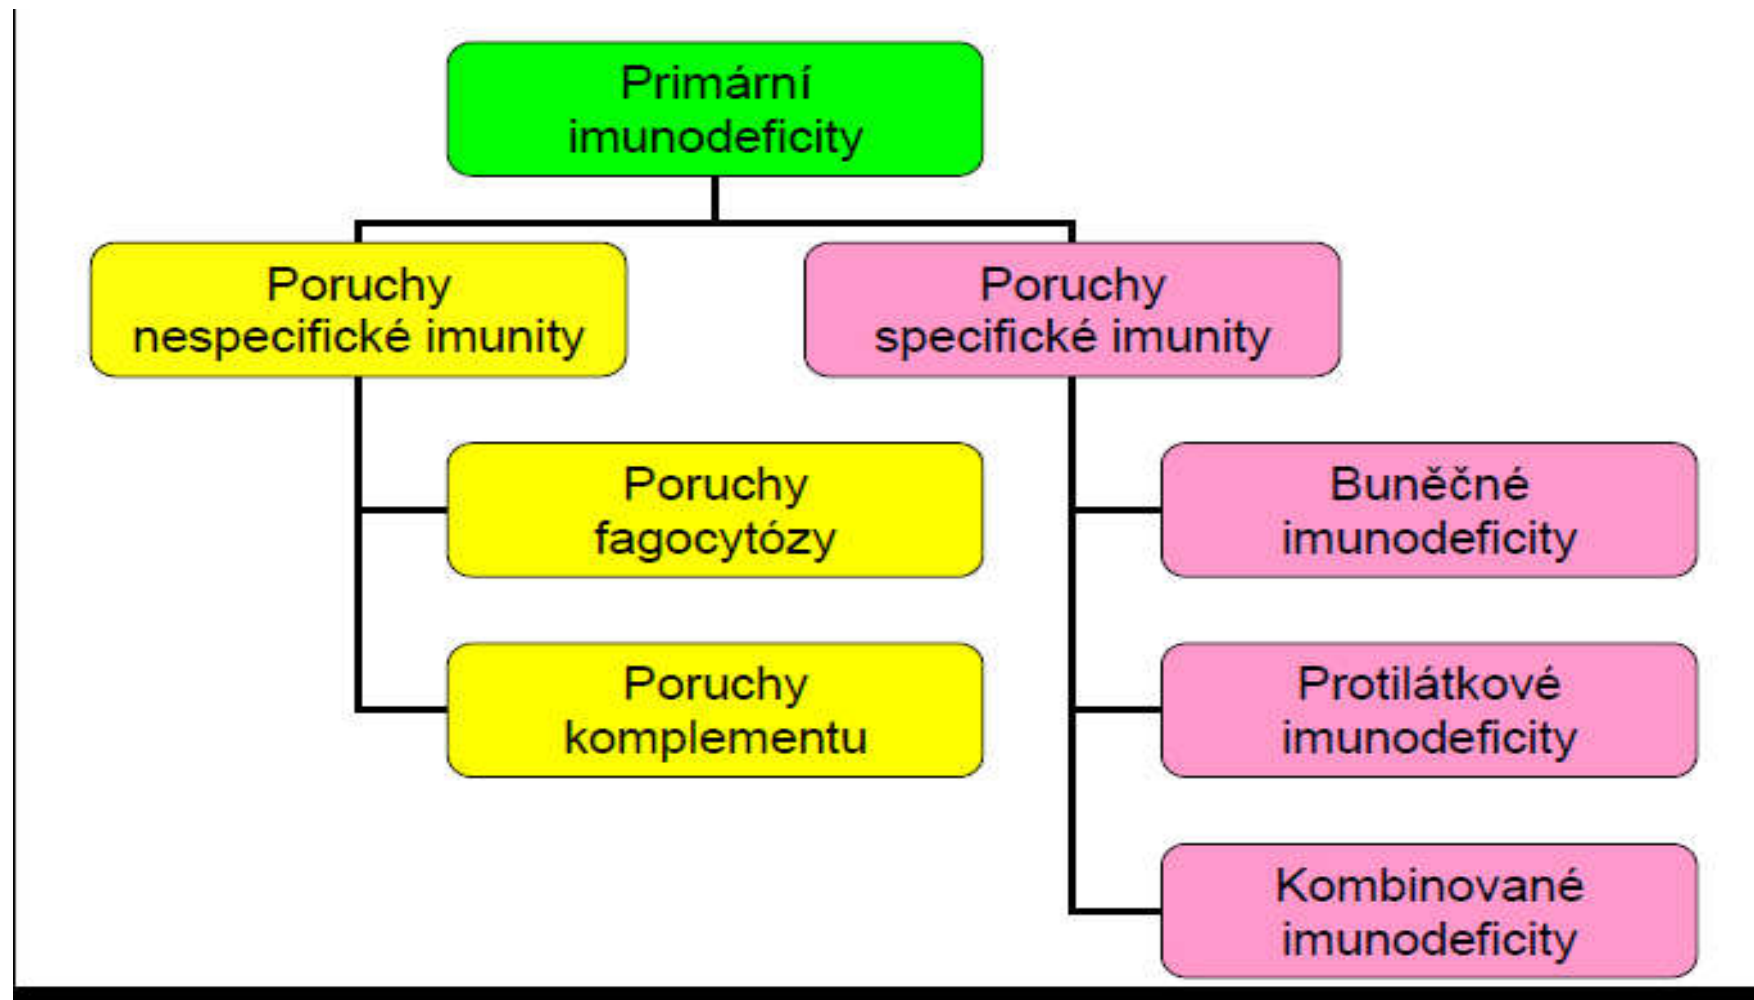 Primární
imunodeficity
Poruchy
nespecifické imunity
Poruchy
specifické imunity
Poruchy
fagocytózy
Buněčné
imunodeficity
Poruchy
komplementu
Protilátkové
imunodeficity
Kombinované
imunodeficity